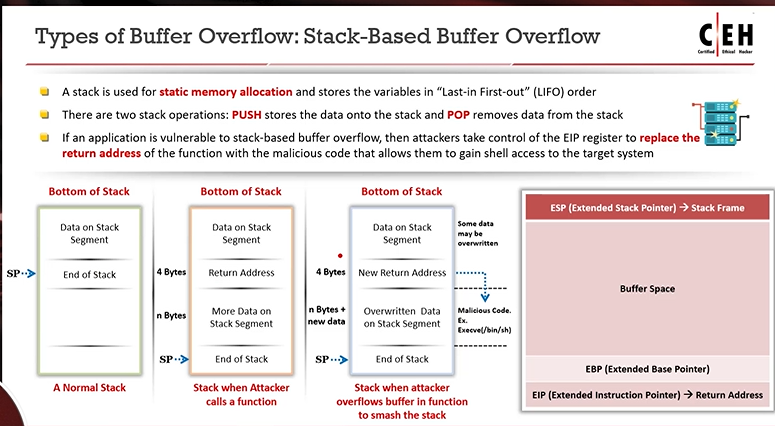 Types of Buffer Overflow: Stack-Based Buffer Overflow
C|EH
Certified Ethical Hacker
A stack is used for static memory allocation and stores the variables in "Last-in First-out" (LIFO) order
There are two stack operations: PUSH stores the data onto the stack and POP removes data from the stack
If an application is vulnerable to stack-based buffer overflow, then attackers take control of the EIP register to replace the
return address of the function with the malicious code that allows them to gain shell access to the target system
Bottom of Stack
Data on Stack
Segment
SP
End of Stack
A Normal Stack
Bottom of Stack
Data on Stack
Segment
4 Bytes
Return Address
n Bytes
More Data on
Stack Segment
SP
End of Stack
Stack when Attacker
calls a function
Bottom of Stack
Data on Stack
Segment
Some data
may be
overwritten
4 Bytes
New Return Address
n Bytes +
new data
Overwritten Data
on Stack Segment
Malicious Code.
Ex.
Execve(/bin/sh)
SP
End of Stack
Stack when attacker
overflows buffer in function
to smash the stack
ESP (Extended Stack Pointer) → Stack Frame
Buffer Space
EBP (Extended Base Pointer)
EIP (Extended Instruction Pointer) → Return Address